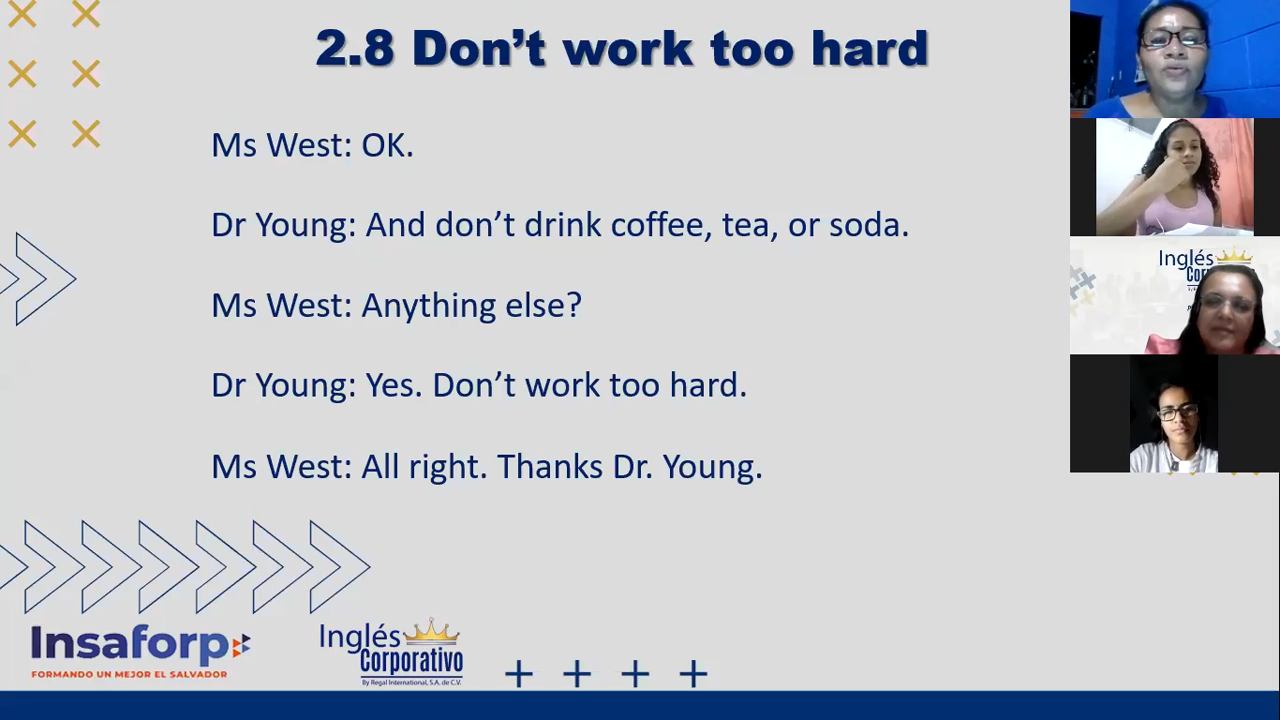 2.8 Don’t work too hard
Ms West: OK.
Dr Young: And don’t drink coffee, tea, or soda.
Ms West: Anything else?
Dr Young: Yes. Don’t work too hard.
Ms West: All right. Thanks Dr. Young.
Inglés
Insaforp
FORMANDO UN MEJOR EL SALVADOR
Inglés
Corporativo
By Regal International, S.A. de C.V.